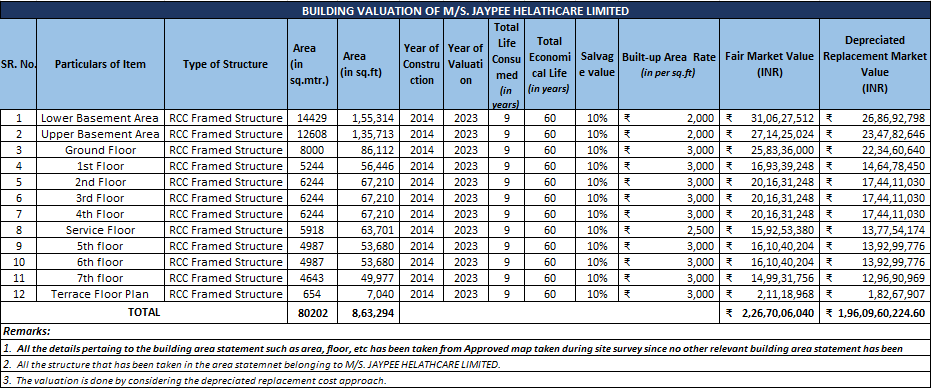 BUILDING VALUATION OF M/S. JAYPEE HELATHCARE LIMITED
SR. No. Particulars of Item Type of Structure Area (in sq.mtr.) Area (in sq.ft) Year of Constru ction Year of Valuati on Total Life Consu med (in years) Total Economi cal Life (in years) Salvag e value Built-up Area Rate (in per sq.ft) Fair Market Value (INR) Depreciated Replacement Market Value (INR)
1 Lower Basement Area RCC Framed Structure 14429 1,55,314 2014 2023 9 60 10% ₹ 2,000 ₹ 31,06,27,512 ₹ 26,86,92,798
2 Upper Basement Area RCC Framed Structure 12608 1,35,713 2014 2023 9 60 10% ₹ 2,000 ₹ 27,14,25,024 ₹ 23,47,82,646
3 Ground Floor RCC Framed Structure 8000 86,112 2014 2023 9 60 10% ₹ 3,000 ₹ 25,83,36,000 ₹ 22,34,60,640
4 1st Floor RCC Framed Structure 5244 56,446 2014 2023 9 60 10% ₹ 3,000 ₹ 16,93,39,248 ₹ 14,64,78,450
5 2nd Floor RCC Framed Structure 6244 67,210 2014 2023 9 60 10% ₹ 3,000 ₹ 20,16,31,248 ₹ 17,44,11,030
6 3rd Floor RCC Framed Structure 6244 67,210 2014 2023 9 60 10% ₹ 3,000 ₹ 20,16,31,248 ₹ 17,44,11,030
7 4th Floor RCC Framed Structure 6244 67,210 2014 2023 9 60 10% ₹ 3,000 ₹ 20,16,31,248 ₹ 17,44,11,030
8 Service Floor RCC Framed Structure 5918 63,701 2014 2023 9 60 10% ₹ 2,500 ₹ 15,92,53,380 ₹ 13,77,54,174
9 5th floor RCC Framed Structure 4987 53,680 2014 2023 9 60 10% ₹ 3,000 ₹ 16,10,40,204 ₹ 13,92,99,776
10 6th floor RCC Framed Structure 4987 53,680 2014 2023 9 60 10% ₹ 3,000 ₹ 16,10,40,204 ₹ 13,92,99,776
11 7th floor RCC Framed Structure 4643 49,977 2014 2023 9 60 10% ₹ 3,000 ₹ 14,99,31,756 ₹ 12,96,90,969
12 Terrace Floor Plan RCC Framed Structure 654 7,040 2014 2023 9 60 10% ₹ 3,000 ₹ 2,11,18,968 ₹ 1,82,67,907
TOTAL 80202 8,63,294 ₹ 2,26,70,06,040 ₹ 1,96,09,60,224.60
Remarks:
1. All the details pertaing to the building area statement such as area, floor, etc has been taken from Approved map taken during site survey since no other relevant building area statement has been
2. All the structure that has been taken in the area statemnet belonging to M/S. JAYPEE HELATHCARE LIMITED.
3. The valuation is done by considering the depreciated replacement cost approach.